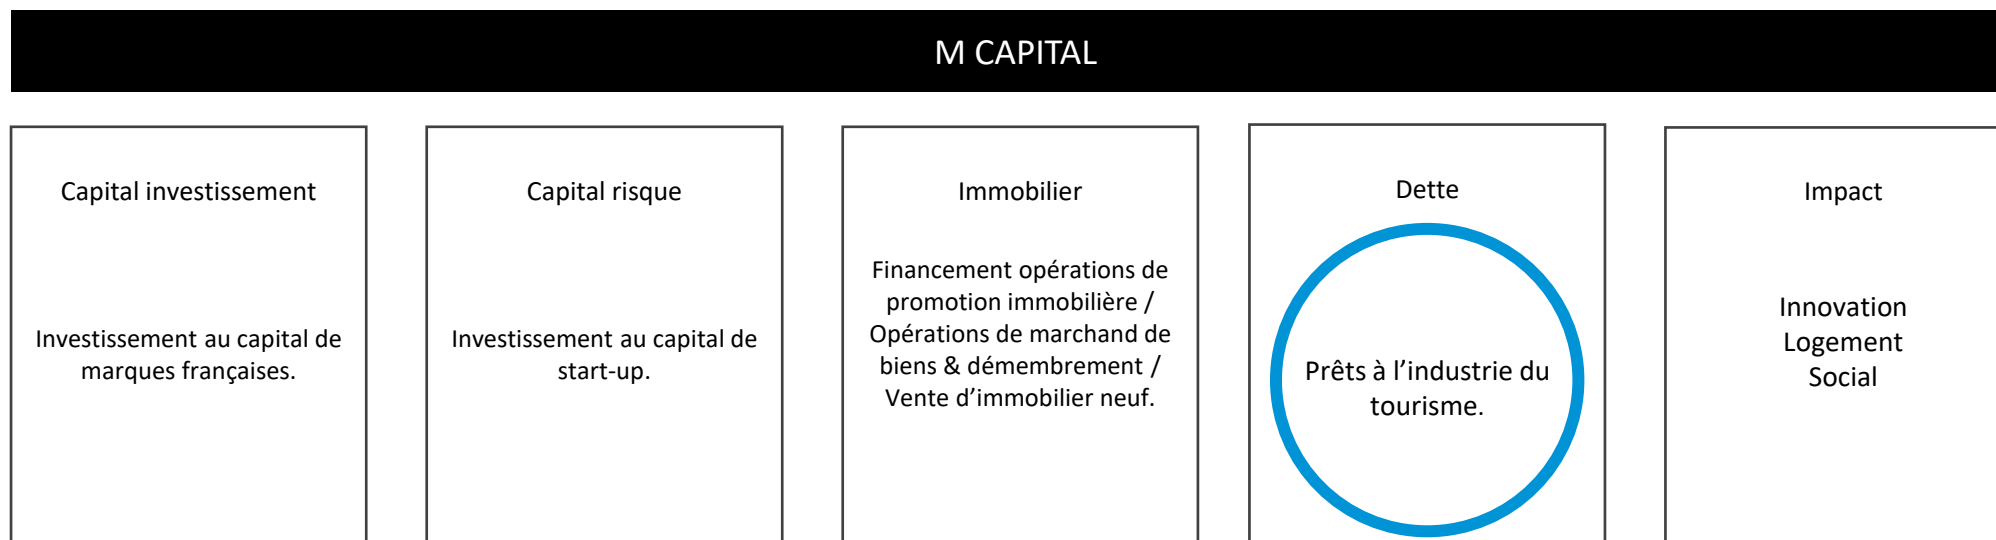 M CAPITAL
Capital investissement
Investissement au capital de
marques françaises.
Capital risque
Investissement au capital de
start-up.
Immobilier
Financement opérations de
promotion immobilière /
Opérations de marchand de
biens & démembrement /
Vente d’immobilier neuf.
Dette
Prêts à l’industrie du
tourisme.
Impact
Innovation
Logement
Social